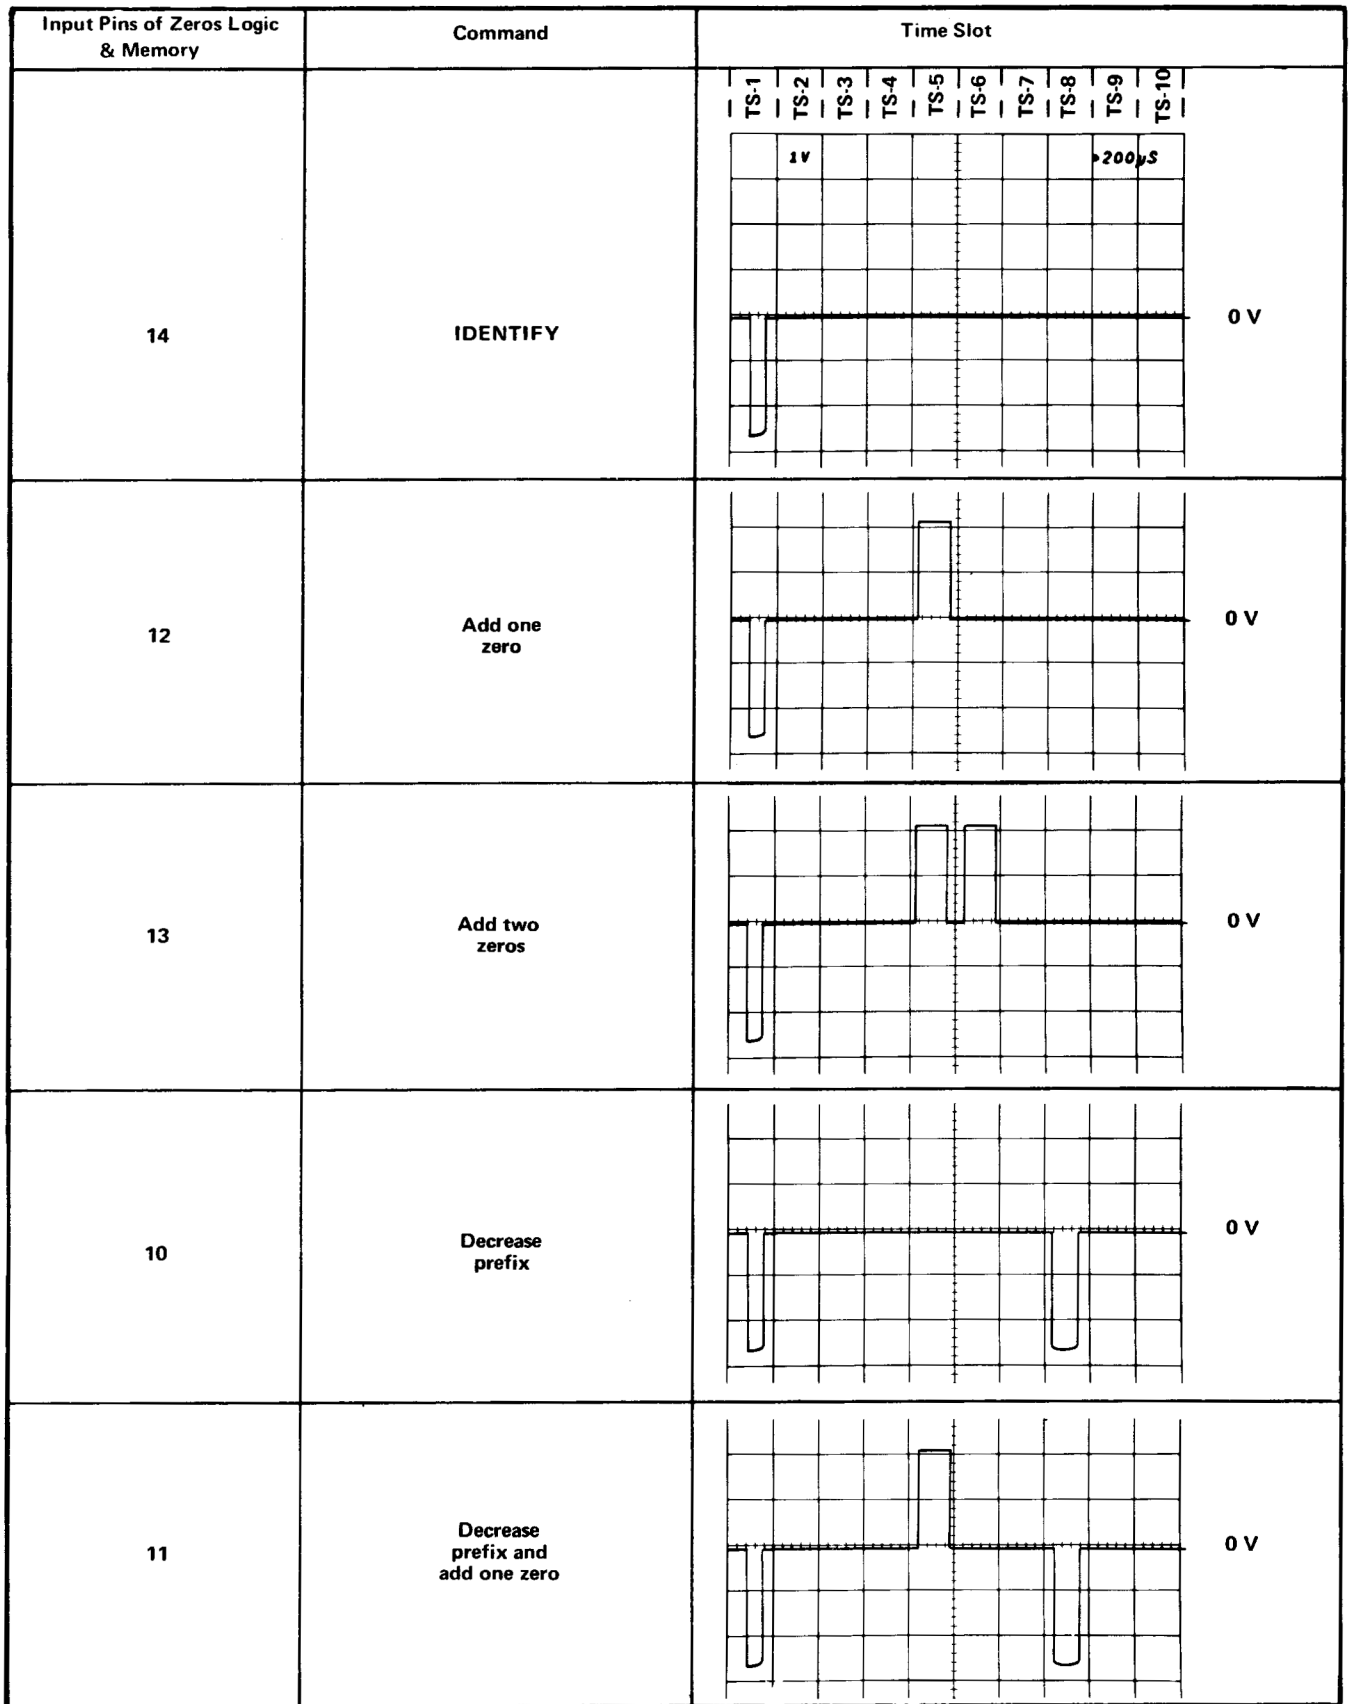 Input Pins of Zeros Logic
& Memory
Command
Time Slot
TS-1
TS-2
TS-3
TS-4
TS-5
TS-6
TS-7
TS-8
TS-9
TS-10
1V
>200µS
14
IDENTIFY
0 V
12
Add one
zero
0 V
13
Add two
zeros
0 V
10
Decrease
prefix
0 V
11
Decrease
prefix and
add one zero
0 V